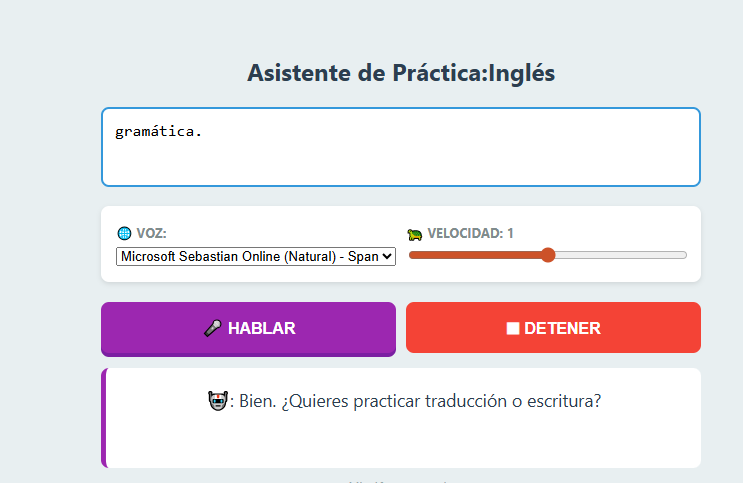 Asistente de Práctica:Inglés
gramática.
🌐 VOZ:
🐢 VELOCIDAD: 1
Microsoft Sebastian Online (Natural) - Span
🎤 HABLAR
⏹ DETENER
🤖: Bien. ¿Quieres practicar traducción o escritura?